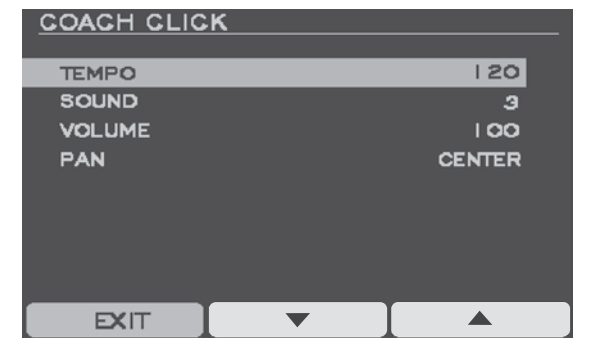 COACH CLICK
TEMPO 120
SOUND 3
VOLUME 100
PAN CENTER
EXIT ▼ ▲